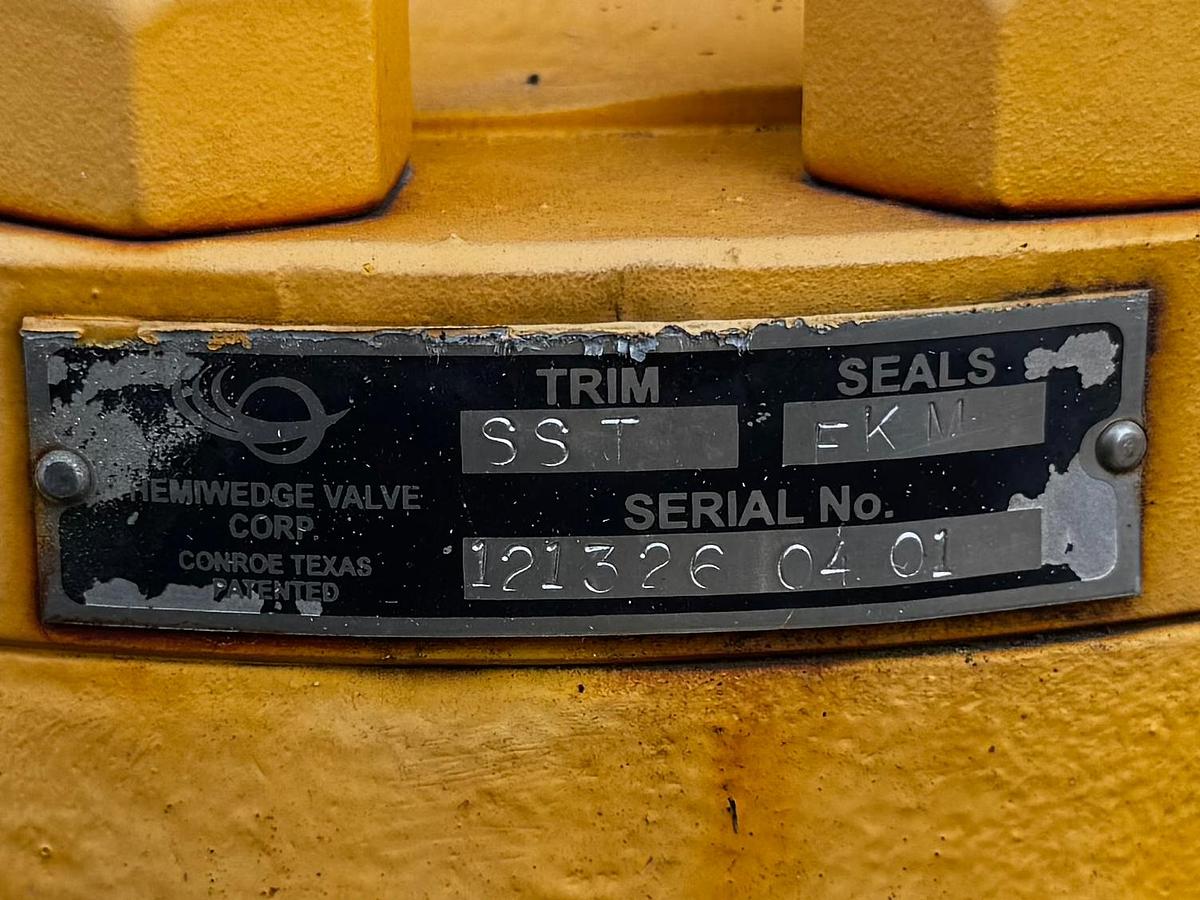 HEMIWEDGE VALVE
CORP.
CONROE TEXAS
PATENTED
TRIM
SST
SEALS
FKM
SERIAL No.
121326 04 01